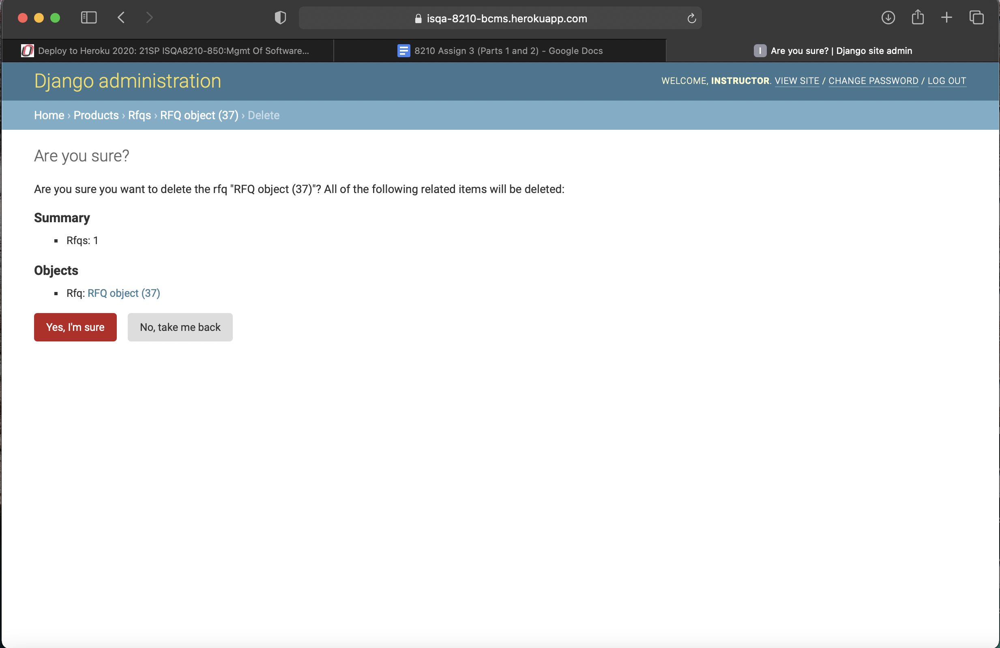 isqa-8210-bcms.herokuapp.com
Deploy to Heroku 2020: 21SP ISQA8210-850:Mgmt Of Software...
8210 Assign 3 (Parts 1 and 2) - Google Docs
I Are you sure? | Django site admin
Django administration
WELCOME, INSTRUCTOR. VIEW SITE / CHANGE PASSWORD / LOG OUT
Home › Products › Rfqs › RFQ object (37) › Delete
Are you sure?
Are you sure you want to delete the rfq "RFQ object (37)"? All of the following related items will be deleted:
Summary
Rfqs: 1
Objects
Rfq: RFQ object (37)
Yes, I'm sure
No, take me back